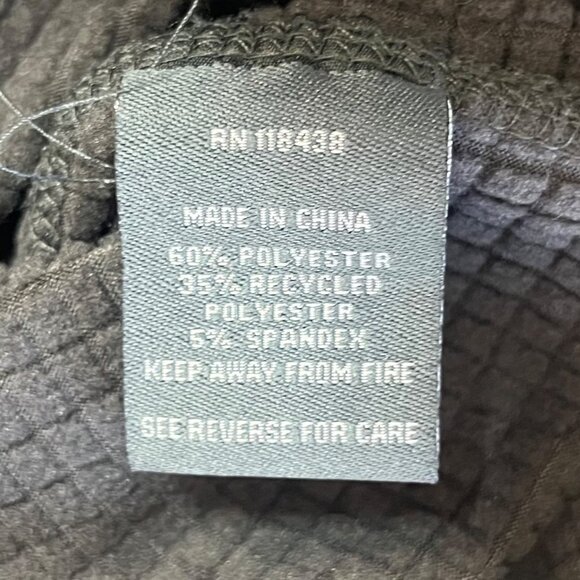 RN 118438
MADE IN CHINA
60% POLYESTER
35% RECYCLED
POLYESTER
5% SPANDEX
KEEP AWAY FROM FIRE
SEE REVERSE FOR CARE